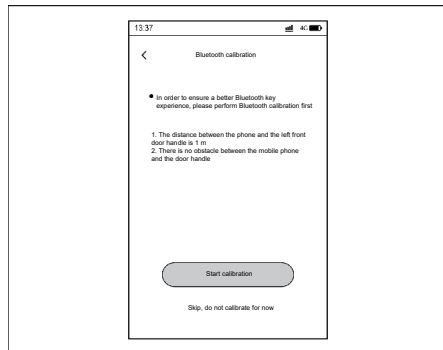 13:37
4G
Bluetooth calibration
In order to ensure a better Bluetooth key
experience, please perform Bluetooth calibration first
1. The distance between the phone and the left front
door handle is 1 m
2. There is no obstacle between the mobile phone
and the door handle
Start calibration
Skip, do not calibrate for now